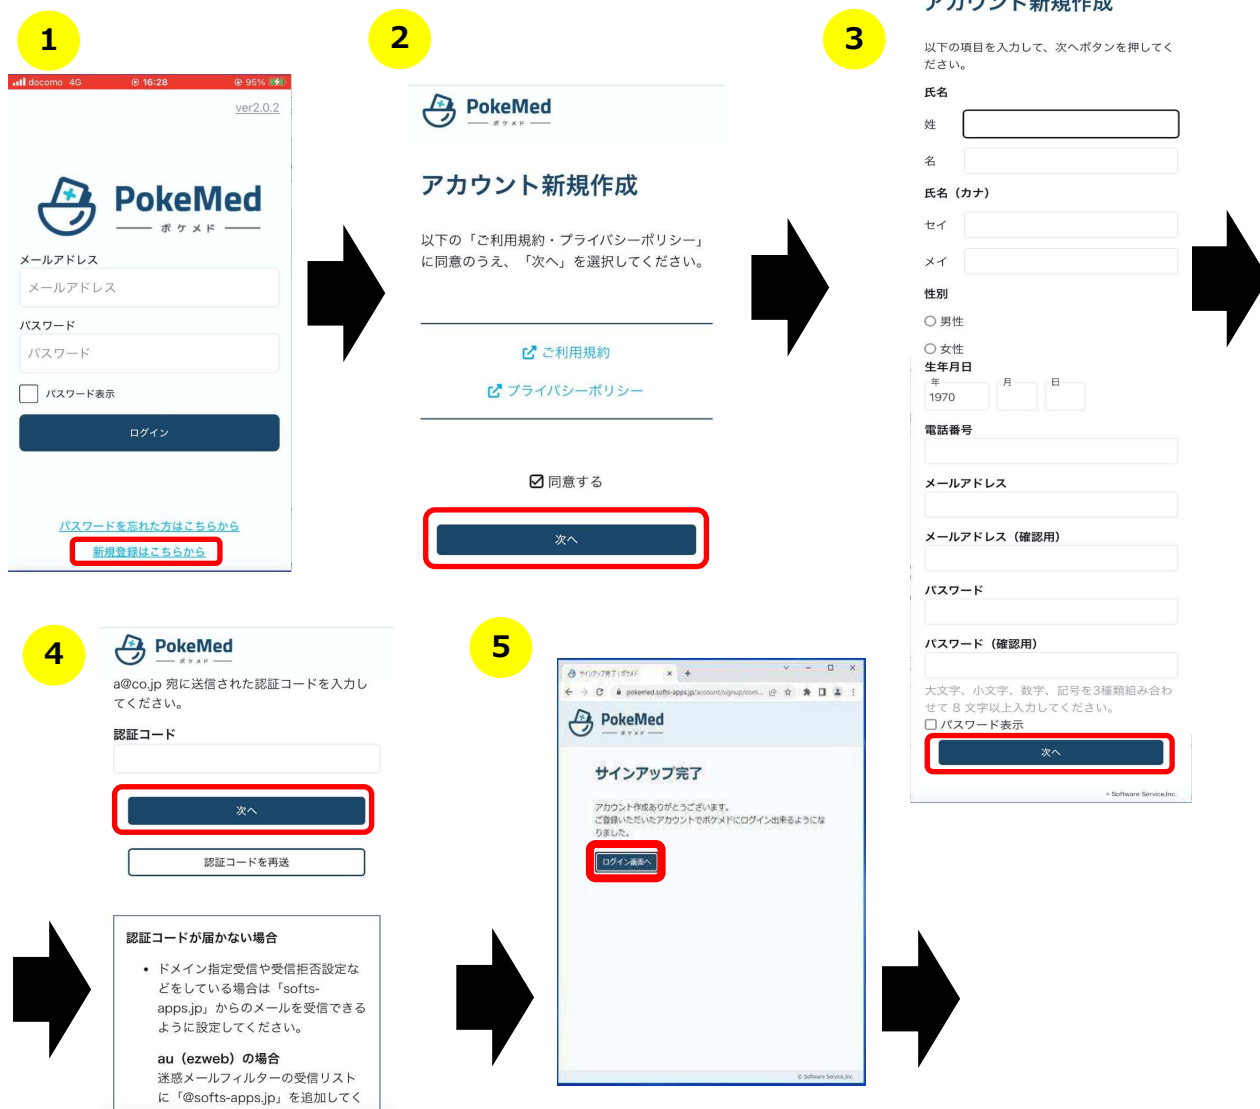 1
docomo 4G 16:28 95%
ver2.0.2
PokeMed
ポケメド
メールアドレス
メールアドレス
パスワード
パスワード
パスワード表示
ログイン
パスワードを忘れた方はこちらから
新規登録はこちらから
2
PokeMed
ポケメド
アカウント新規作成
以下の「ご利用規約・プライバシーポリシー」
に同意のうえ、「次へ」を選択してください。
ご利用規約
プライバシーポリシー
同意する
次へ
3
アカウント新規作成
以下の項目を入力して、次へボタンを押してく
ださい。
氏名
姓
名
氏名（カナ）
セイ
メイ
性別
男性
女性
生年月日
年 月 日
1970
電話番号
メールアドレス
メールアドレス（確認用）
パスワード
パスワード（確認用）
大文字、小文字、数字、記号を3種類組み合わ
せて 8 文字以上入力してください。
パスワード表示
次へ
© Software Service,Inc.
4
PokeMed
ポケメド
a@co.jp 宛に送信された認証コードを入力し
てください。
認証コード
次へ
認証コードを再送
認証コードが届かない場合
• ドメイン指定受信や受信拒否設定な
どをしている場合は「softs-
apps.jp」からのメールを受信できる
ように設定してください。
au（ezweb）の場合
迷惑メールフィルターの受信リスト
に「@softs-apps.jp」を追加してく
5
サインアップ完了 | ポケメド
pokemed.softs-apps.jp/account/signup/com...
PokeMed
ポケメド
サインアップ完了
アカウント作成ありがとうございます。
ご登録いただいたアカウントでポケメドにログイン出来るようにな
りました。
ログイン画面へ
© Software Service,Inc.